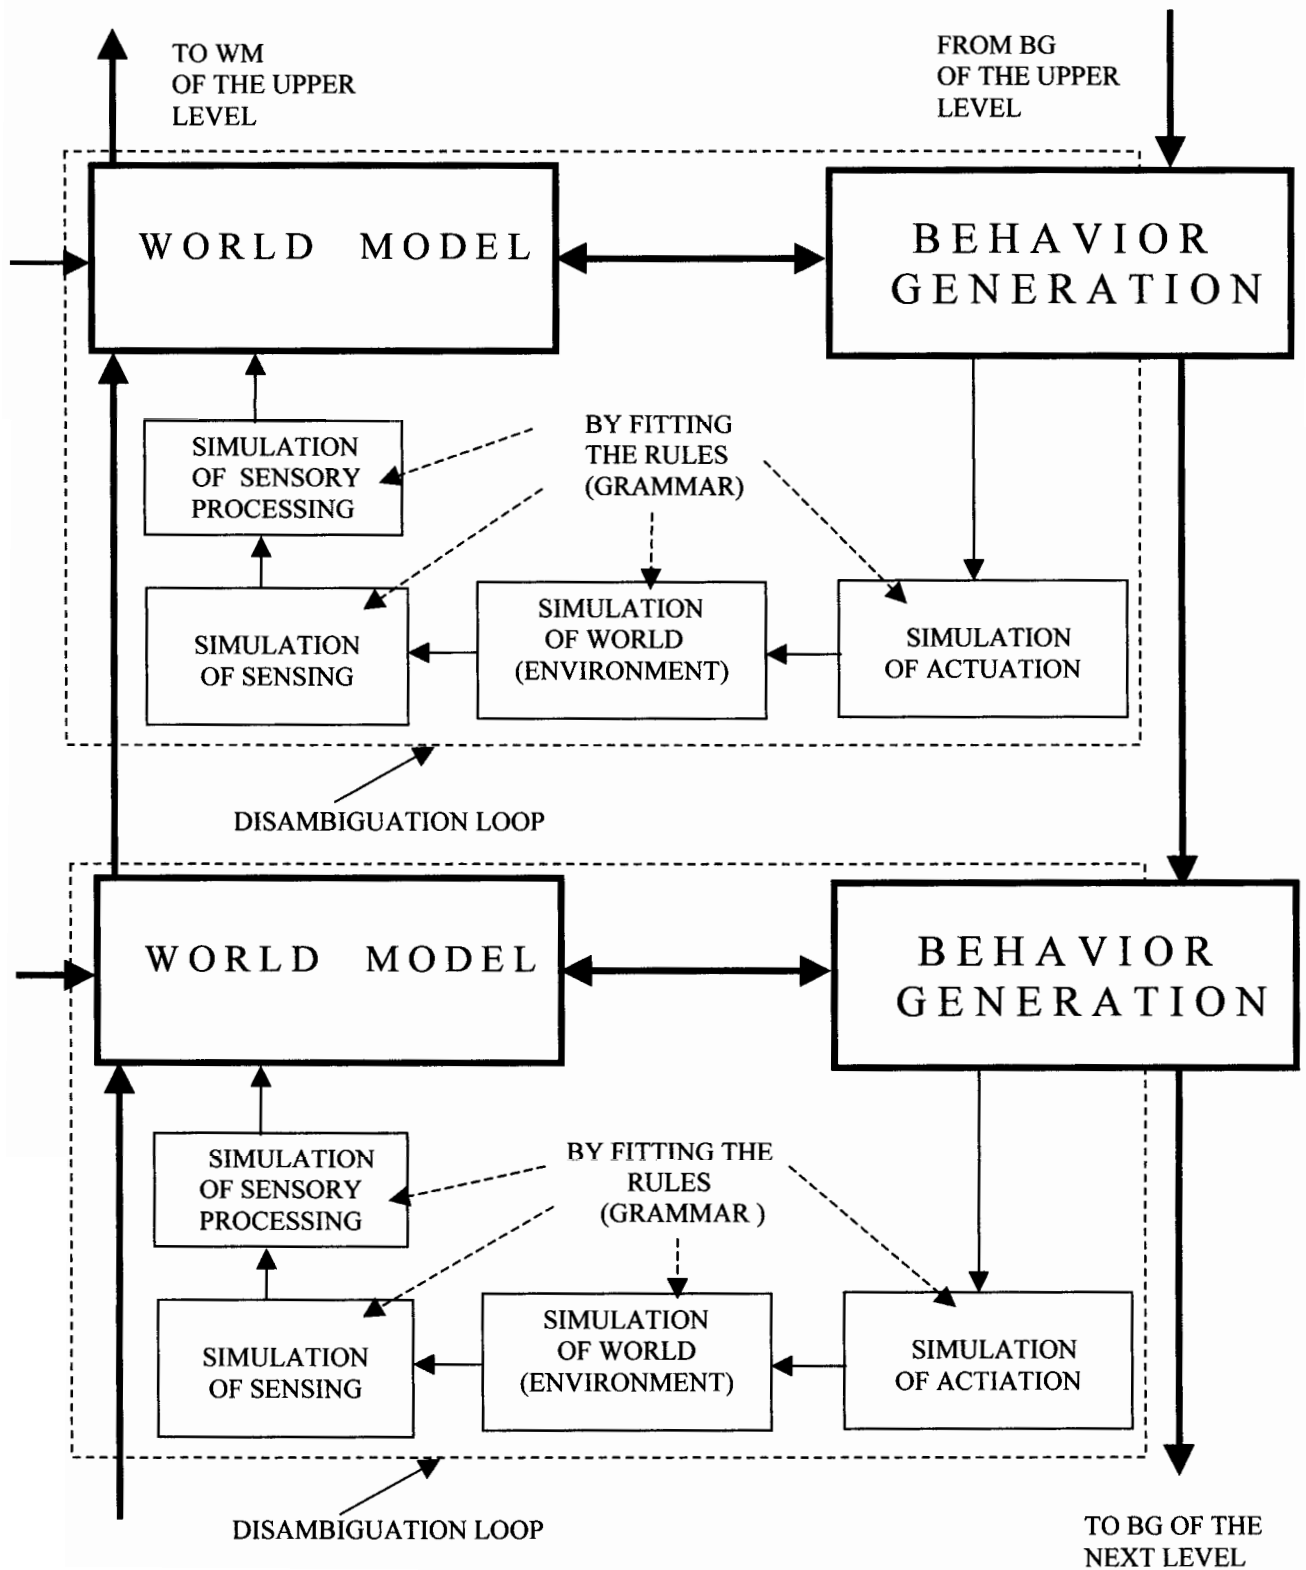 TO WM
OF THE UPPER
LEVEL
FROM BG
OF THE UPPER
LEVEL
WORLD MODEL
BEHAVIOR
GENERATION
SIMULATION
OF SENSORY
PROCESSING
BY FITTING
THE RULES
(GRAMMAR)
SIMULATION
OF SENSING
SIMULATION
OF WORLD
(ENVIRONMENT)
SIMULATION
OF ACTUATION
DISAMBIGUATION LOOP
WORLD MODEL
BEHAVIOR
GENERATION
SIMULATION
OF SENSORY
PROCESSING
BY FITTING THE
RULES
(GRAMMAR )
SIMULATION
OF SENSING
SIMULATION
OF WORLD
(ENVIRONMENT)
SIMULATION
OF ACTIATION
DISAMBIGUATION LOOP
TO BG OF THE
NEXT LEVEL